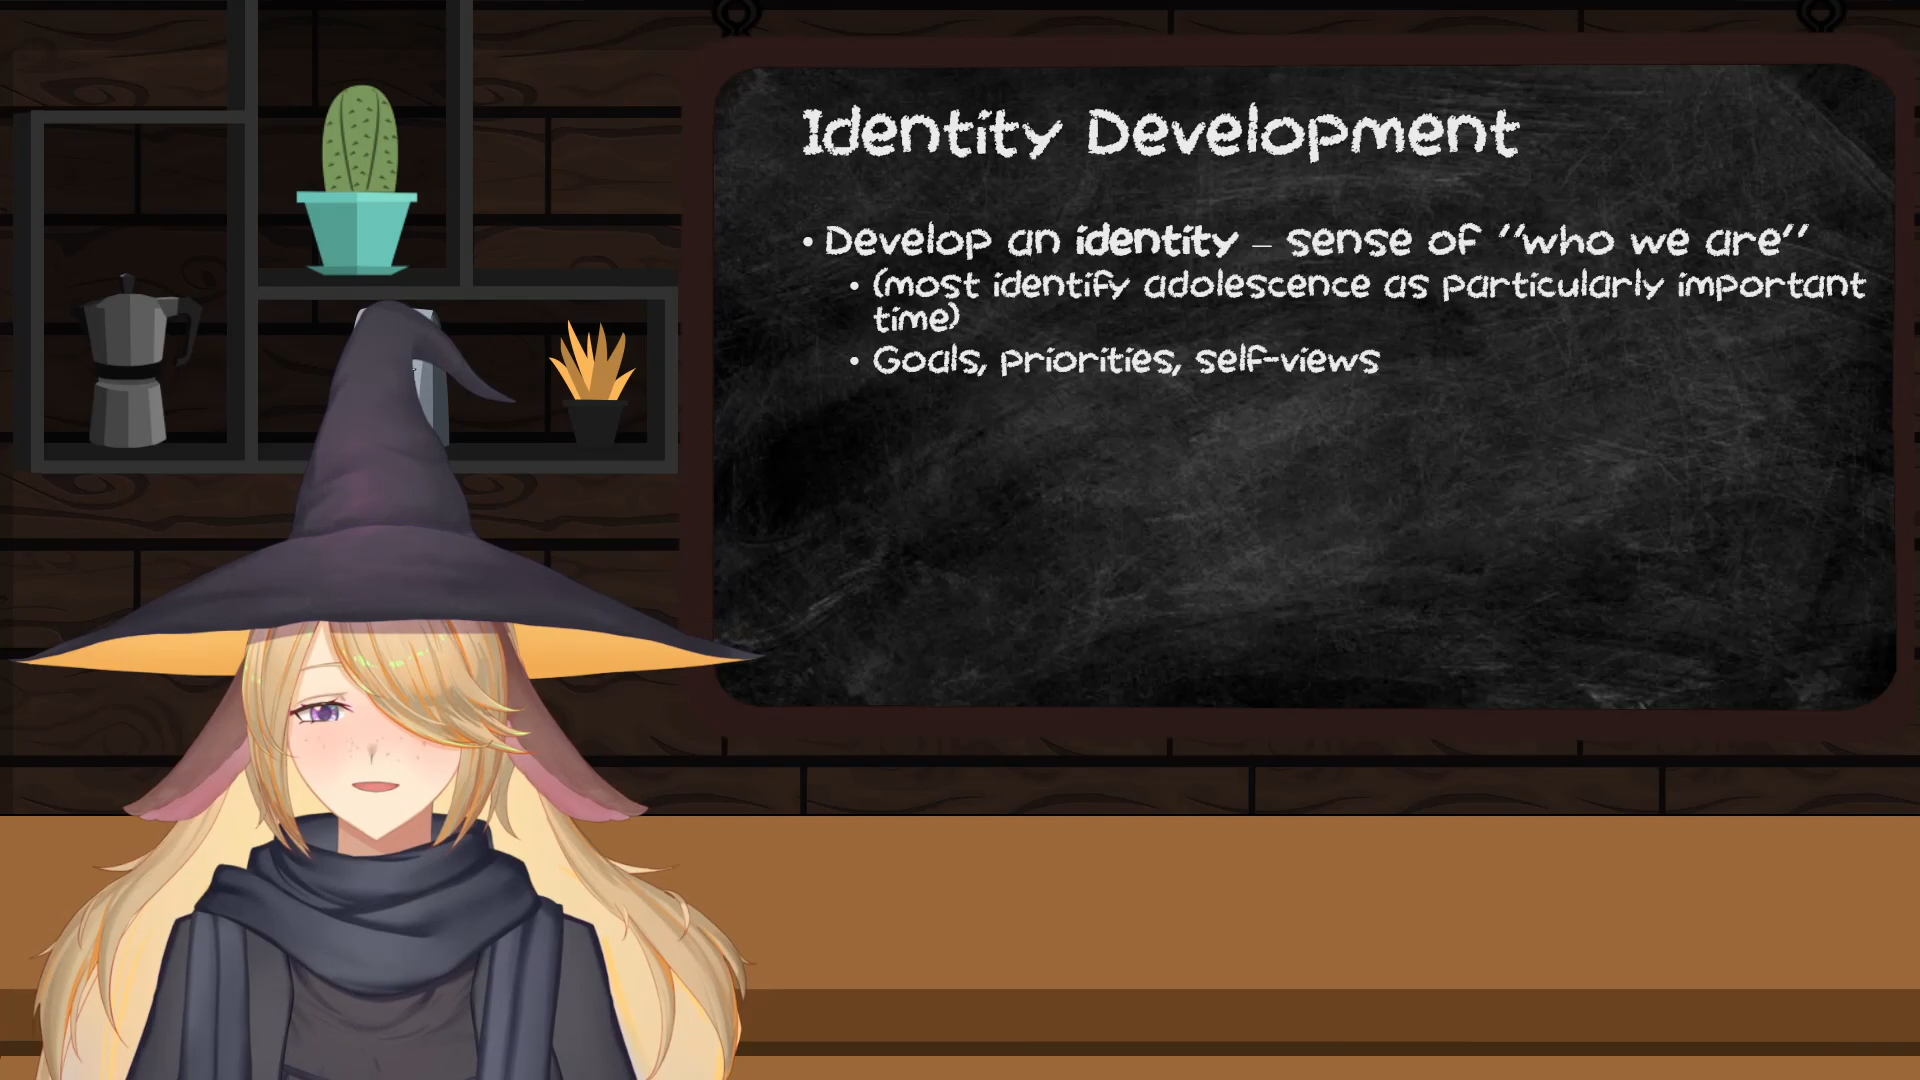 Identity Development
• Develop an identity – sense of "who we are"
• (most identify adolescence as particularly important
time)
• Goals, priorities, self-views